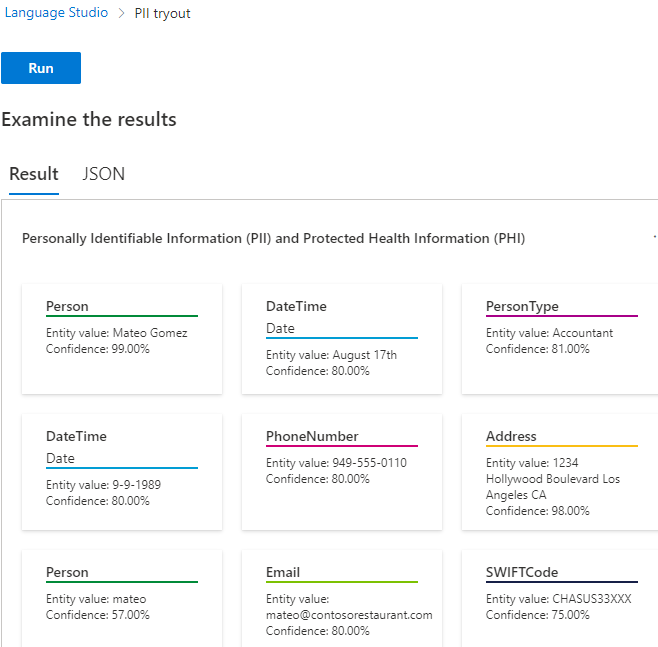 Language Studio > PII tryout
Run
Examine the results
Result JSON
Personally Identifiable Information (PII) and Protected Health Information (PHI)
Person
Entity value: Mateo Gomez
Confidence: 99.00%
DateTime
Date
Entity value: August 17th
Confidence: 80.00%
PersonType
Entity value: Accountant
Confidence: 81.00%
DateTime
Date
Entity value: 9-9-1989
Confidence: 80.00%
PhoneNumber
Entity value: 949-555-0110
Confidence: 80.00%
Address
Entity value: 1234
Hollywood Boulevard Los
Angeles CA
Confidence: 98.00%
Person
Entity value: mateo
Confidence: 57.00%
Email
Entity value:
mateo@contosorestaurant.com
Confidence: 80.00%
SWIFTCode
Entity value: CHASUS33XXX
Confidence: 75.00%